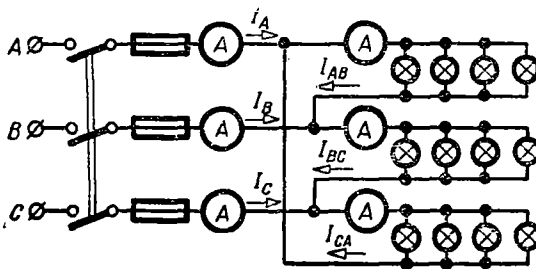 A A I_A A
I_AB
B A I_B A
I_BC
C A I_C A
I_CA